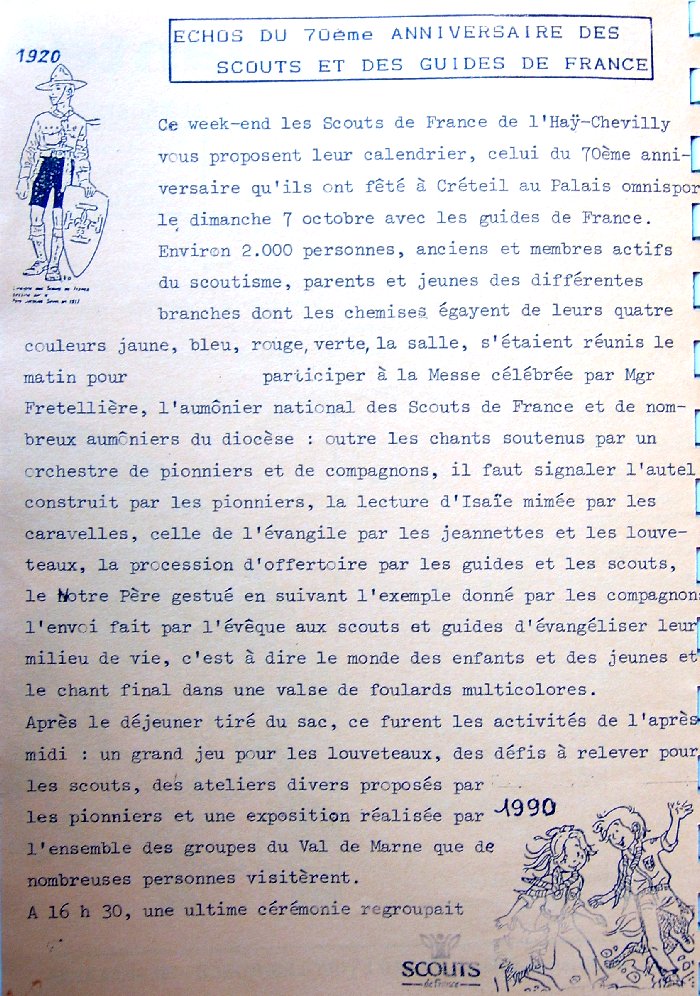 1920
ECHOS DU 70ème ANNIVERSAIRE DES
SCOUTS ET DES GUIDES DE FRANCE
Ce week-end les Scouts de France de l'Haÿ-Chevilly
vous proposent leur calendrier, celui du 70ème anni-
versaire qu'ils ont fêté à Créteil au Palais omnispor
le dimanche 7 octobre avec les guides de France.
Environ 2.000 personnes, anciens et membres actifs
du scoutisme, parents et jeunes des différentes
branches dont les chemises égayent de leurs quatre
couleurs jaune, bleu, rouge, verte, la salle, s'étaient réunis le
matin pour participer à la Messe célébrée par Mgr
Fretellière, l'aumônier national des Scouts de France et de nom-
breux aumôniers du diocèse : outre les chants soutenus par un
orchestre de pionniers et de compagnons, il faut signaler l'autel
construit par les pionniers, la lecture d'Isaïe mimée par les
caravelles, celle de l'évangile par les jeannettes et les louve-
teaux, la procession d'offertoire par les guides et les scouts,
le Notre Père gestué en suivant l'exemple donné par les compagnon
l'envoi fait par l'évêque aux scouts et guides d'évangéliser leur
milieu de vie, c'est à dire le monde des enfants et des jeunes et
le chant final dans une valse de foulards multicolores.
Après le déjeuner tiré du sac, ce furent les activités de l'après
midi : un grand jeu pour les louveteaux, des défis à relever pour
les scouts, des ateliers divers proposés par
les pionniers et une exposition réalisée par
1990
l'ensemble des groupes du Val de Marne que de
nombreuses personnes visitèrent.
A 16 h 30, une ultime cérémonie regroupait
SCOUTS
de France